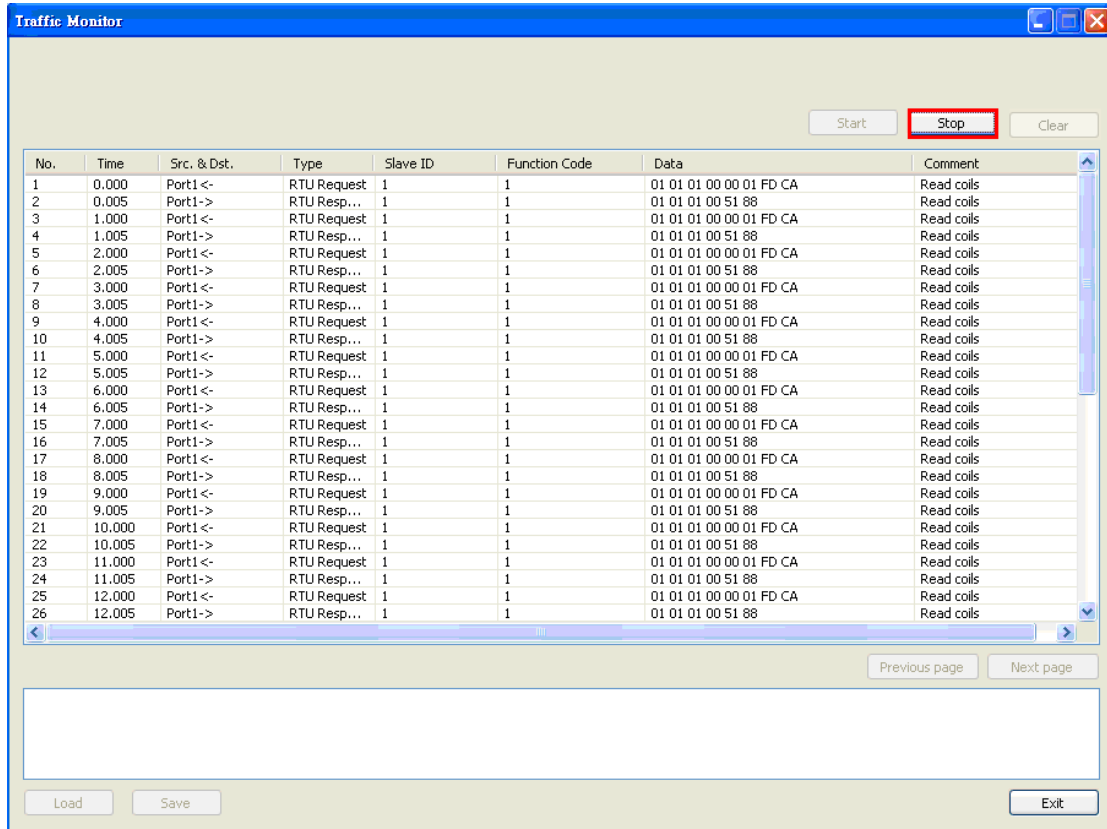 Traffic Monitor
Start Stop Clear
No. Time Src. & Dst. Type Slave ID Function Code Data Comment
1 0.000 Port1<- RTU Request 1 1 01 01 01 00 00 01 FD CA Read coils
2 0.005 Port1-> RTU Resp... 1 1 01 01 01 00 51 88 Read coils
3 1.000 Port1<- RTU Request 1 1 01 01 01 00 00 01 FD CA Read coils
4 1.005 Port1-> RTU Resp... 1 1 01 01 01 00 51 88 Read coils
5 2.000 Port1<- RTU Request 1 1 01 01 01 00 00 01 FD CA Read coils
6 2.005 Port1-> RTU Resp... 1 1 01 01 01 00 51 88 Read coils
7 3.000 Port1<- RTU Request 1 1 01 01 01 00 00 01 FD CA Read coils
8 3.005 Port1-> RTU Resp... 1 1 01 01 01 00 51 88 Read coils
9 4.000 Port1<- RTU Request 1 1 01 01 01 00 00 01 FD CA Read coils
10 4.005 Port1-> RTU Resp... 1 1 01 01 01 00 51 88 Read coils
11 5.000 Port1<- RTU Request 1 1 01 01 01 00 00 01 FD CA Read coils
12 5.005 Port1-> RTU Resp... 1 1 01 01 01 00 51 88 Read coils
13 6.000 Port1<- RTU Request 1 1 01 01 01 00 00 01 FD CA Read coils
14 6.005 Port1-> RTU Resp... 1 1 01 01 01 00 51 88 Read coils
15 7.000 Port1<- RTU Request 1 1 01 01 01 00 00 01 FD CA Read coils
16 7.005 Port1-> RTU Resp... 1 1 01 01 01 00 51 88 Read coils
17 8.000 Port1<- RTU Request 1 1 01 01 01 00 00 01 FD CA Read coils
18 8.005 Port1-> RTU Resp... 1 1 01 01 01 00 51 88 Read coils
19 9.000 Port1<- RTU Request 1 1 01 01 01 00 00 01 FD CA Read coils
20 9.005 Port1-> RTU Resp... 1 1 01 01 01 00 51 88 Read coils
21 10.000 Port1<- RTU Request 1 1 01 01 01 00 00 01 FD CA Read coils
22 10.005 Port1-> RTU Resp... 1 1 01 01 01 00 51 88 Read coils
23 11.000 Port1<- RTU Request 1 1 01 01 01 00 00 01 FD CA Read coils
24 11.005 Port1-> RTU Resp... 1 1 01 01 01 00 51 88 Read coils
25 12.000 Port1<- RTU Request 1 1 01 01 01 00 00 01 FD CA Read coils
26 12.005 Port1-> RTU Resp... 1 1 01 01 01 00 51 88 Read coils
Previous page Next page
Load Save Exit